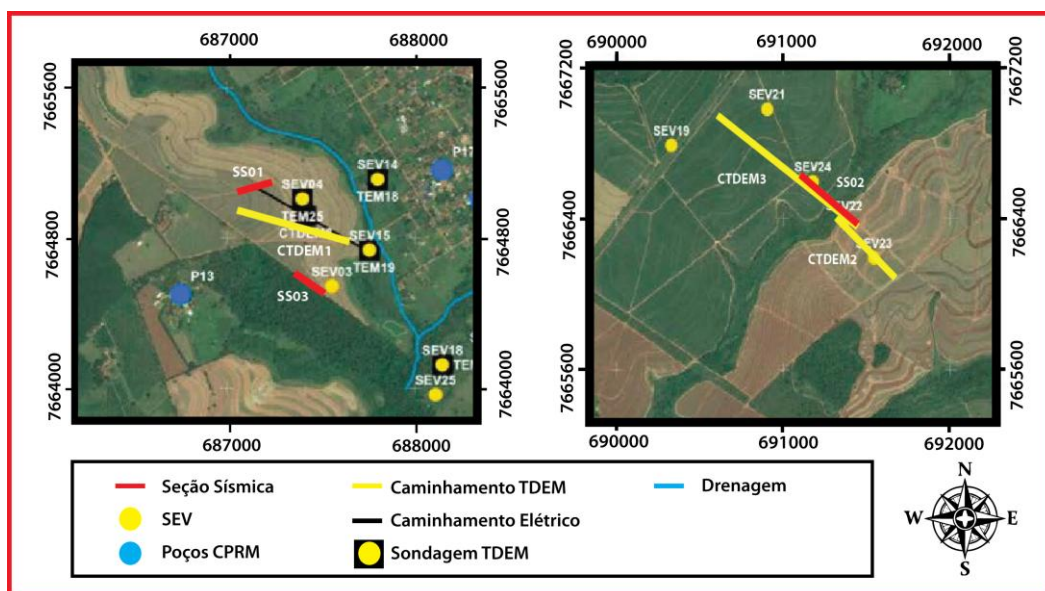 687000 688000
690000 691000 692000
7665600
7664800
7664000
7665600
7664800
7664000
7667200
7666400
7665600
7667200
7666400
7665600
SS01
SEV14
TEM18
P17
SEV04
TEM25
CTDEM1
SEV15
TEM19
P13
SEV03
SS03
SEV18
SEV25
SEV21
SEV19
SEV24
CTDEM3
SS02
SEV23
CTDEM2
687000 688000
690000 691000 692000
Seção Sísmica
Caminhamento TDEM
Drenagem
SEV
Caminhamento Elétrico
Poços CPRM
Sondagem TDEM
N
W E
S